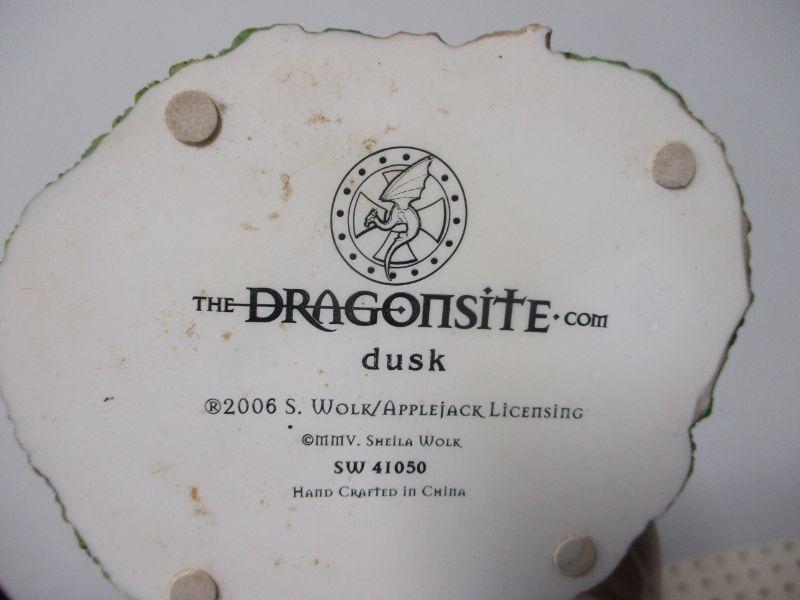 THE DRAGONSITE.COM
dusk
®2006 S. WOLK/APPLEJACK LICENSING
©MMV. SHEILA WOLK
SW 41050
HAND CRAFTED IN CHINA